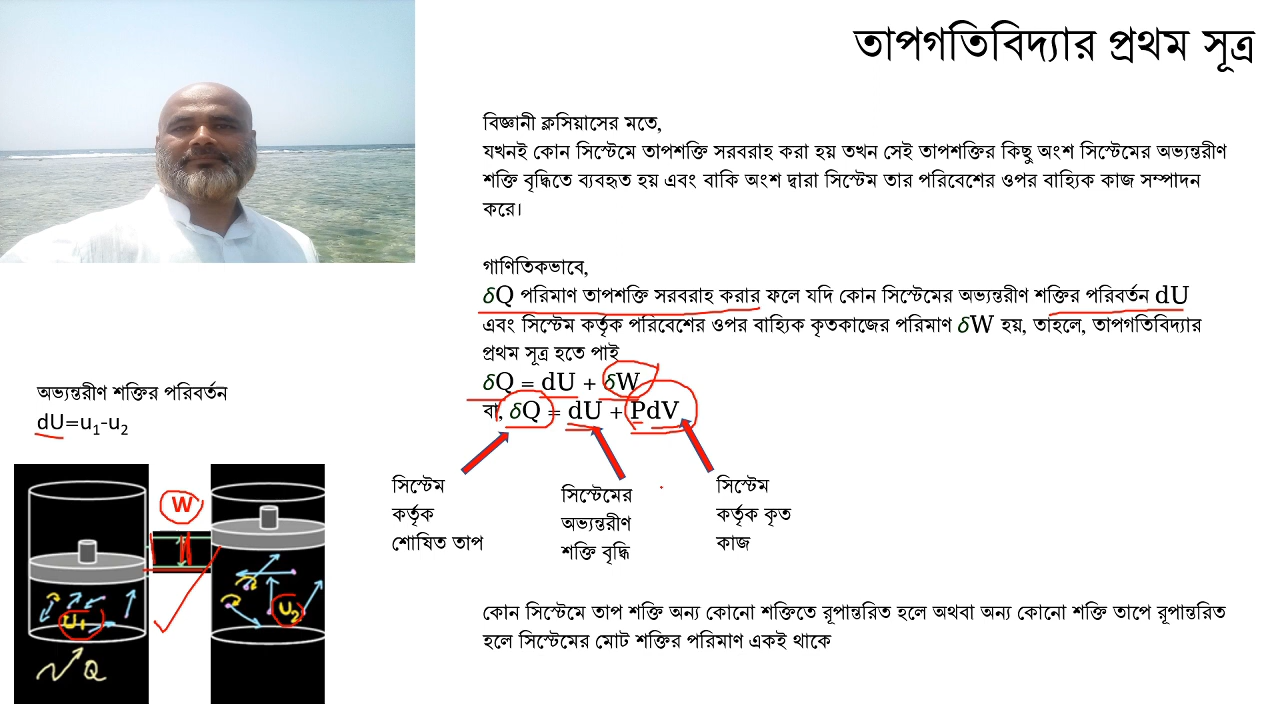 তাপগতিবিদ্যার প্রথম সূত্র
বিজ্ঞানী ক্লসিয়াসের মতে,
যখনই কোন সিস্টেমে তাপশক্তি সরবরাহ করা হয় তখন সেই তাপশক্তির কিছু অংশ সিস্টেমের অভ্যন্তরীণ
শক্তি বৃদ্ধিতে ব্যবহৃত হয় এবং বাকি অংশ দ্বারা সিস্টেম তার পরিবেশের ওপর বাহ্যিক কাজ সম্পাদন
করে।
গাণিতিকভাবে,
δQ পরিমাণ তাপশক্তি সরবরাহ করার ফলে যদি কোন সিস্টেমের অভ্যন্তরীণ শক্তির পরিবর্তন dU
এবং সিস্টেম কর্তৃক পরিবেশের ওপর বাহ্যিক কৃতকাজের পরিমাণ δW হয়, তাহলে, তাপগতিবিদ্যার
প্রথম সূত্র হতে পাই
δQ = dU + δW
বা, δQ = dU + PdV
সিস্টেম
কর্তৃক
শোষিত তাপ
সিস্টেমের
অভ্যন্তরীণ
শক্তি বৃদ্ধি
সিস্টেম
কর্তৃক কৃত
কাজ
অভ্যন্তরীণ শক্তির পরিবর্তন
dU=u₁-u₂
W
U₁
U₂
Q
কোন সিস্টেমে তাপ শক্তি অন্য কোনো শক্তিতে রূপান্তরিত হলে অথবা অন্য কোনো শক্তি তাপে রূপান্তরিত
হলে সিস্টেমের মোট শক্তির পরিমাণ একই থাকে